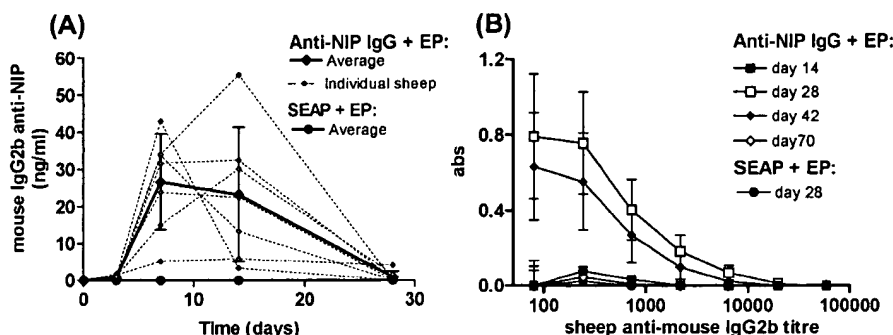 (A)
Anti-NIP IgG + EP:
Average
Individual sheep
SEAP + EP:
Average
mouse IgG2b anti-NIP
(ng/ml)
60
50
40
30
20
10
0
0
10
20
30
Time (days)
(B)
Anti-NIP IgG + EP:
day 14
day 28
day 42
day70
SEAP + EP:
day 28
abs
1.2
0.8
0.4
0.0
100
1000
10000
100000
sheep anti-mouse IgG2b titre